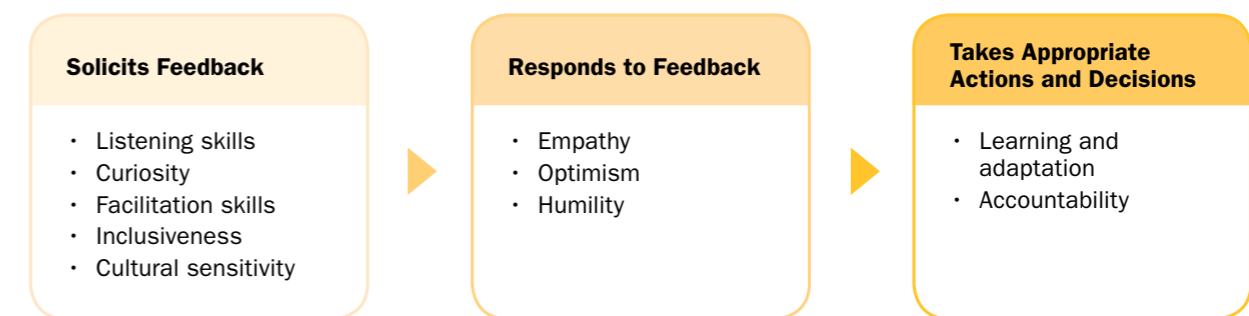 Solicits Feedback
· Listening skills
· Curiosity
· Facilitation skills
· Inclusiveness
· Cultural sensitivity
Responds to Feedback
· Empathy
· Optimism
· Humility
Takes Appropriate
Actions and Decisions
· Learning and
adaptation
· Accountability